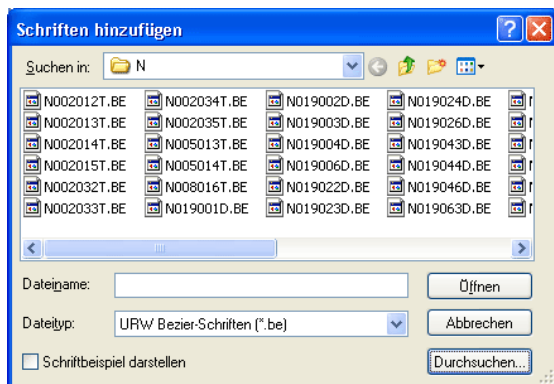 Schriften hinzufügen
Suchen in: N
N002012T.BE N002034T.BE N019002D.BE N019024D.BE
N002013T.BE N002035T.BE N019003D.BE N019026D.BE
N002014T.BE N005013T.BE N019004D.BE N019043D.BE
N002015T.BE N005014T.BE N019006D.BE N019044D.BE
N002032T.BE N008016T.BE N019022D.BE N019046D.BE
N002033T.BE N019001D.BE N019023D.BE N019063D.BE
Dateiname: Öffnen
Dateityp: URW Bezier-Schriften (*.be) Abbrechen
Schriftbeispiel darstellen Durchsuchen...